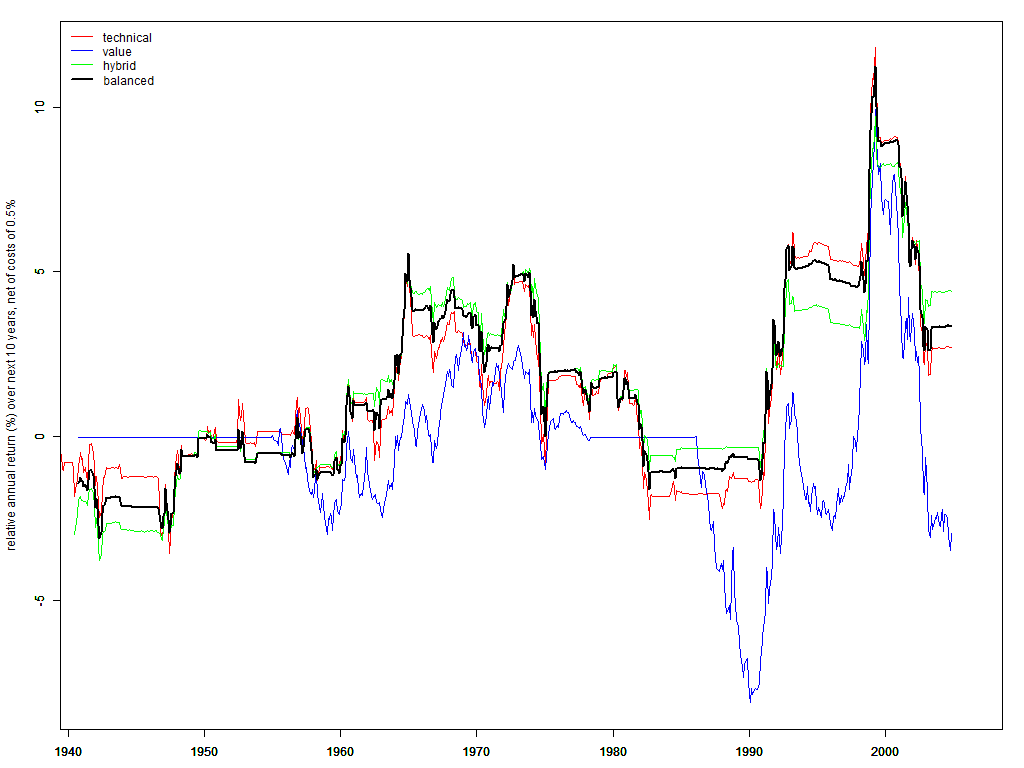 technical
value
hybrid
balanced
relative annual return (%) over next 10 years, net of costs of 0.5%
10
5
0
-5
1940 1950 1960 1970 1980 1990 2000